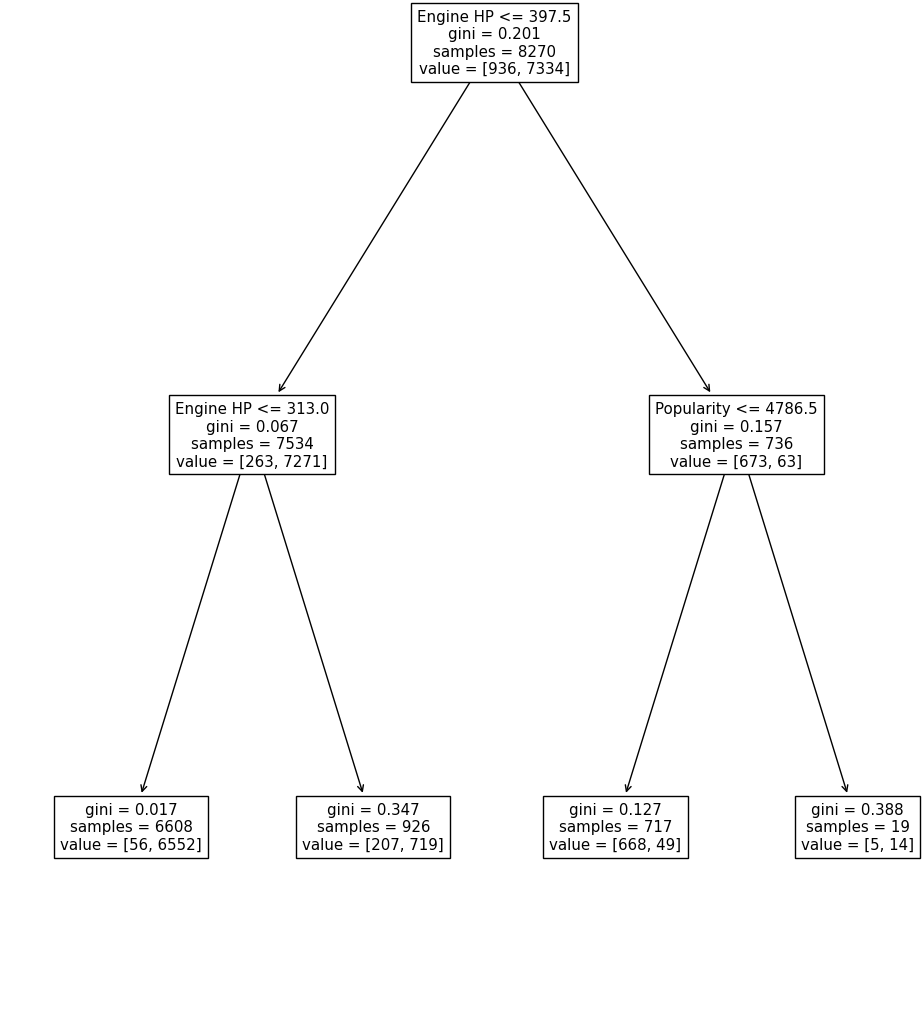 Engine HP <= 397.5
gini = 0.201
samples = 8270
value = [936, 7334]
Engine HP <= 313.0
gini = 0.067
samples = 7534
value = [263, 7271]
Popularity <= 4786.5
gini = 0.157
samples = 736
value = [673, 63]
gini = 0.017
samples = 6608
value = [56, 6552]
gini = 0.347
samples = 926
value = [207, 719]
gini = 0.127
samples = 717
value = [668, 49]
gini = 0.388
samples = 19
value = [5, 14]